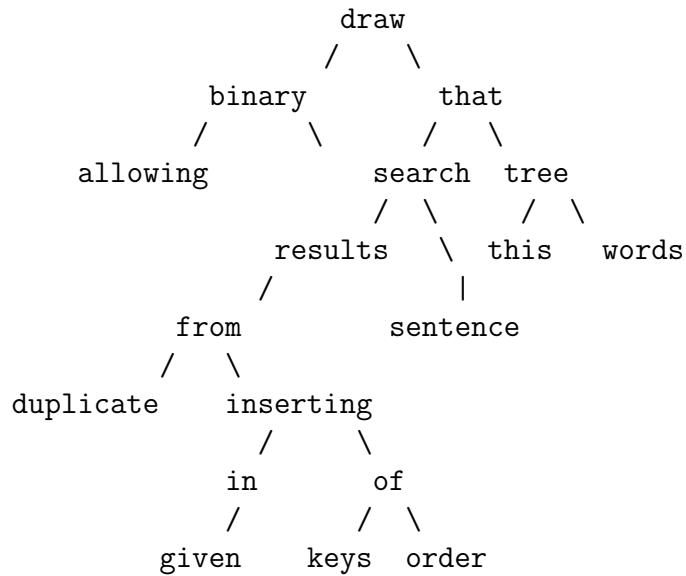 draw
binary that
allowing search tree
results this words
from sentence
duplicate inserting
in of
given keys order